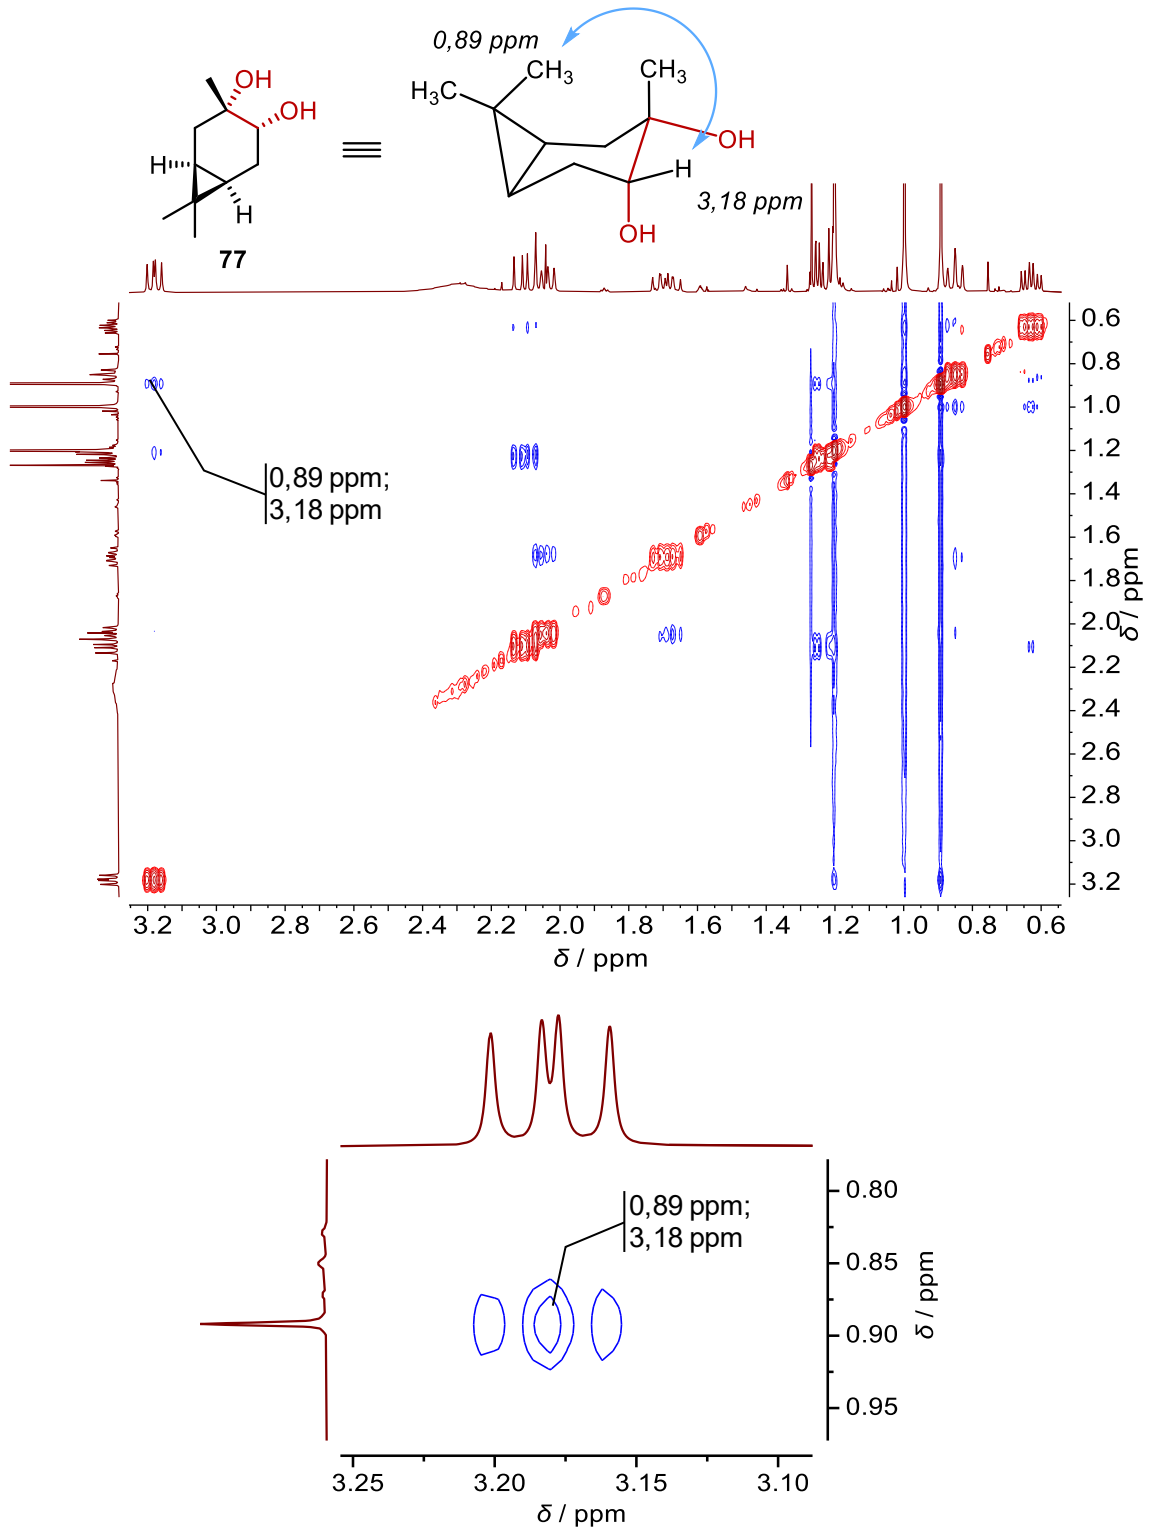 0,89 ppm
CH3
CH3
H3C
OH
OH
OH
H
H
H
3,18 ppm
OH
77
0.6
0.8
1.0
1.2
1.4
1.6
1.8
2.0
2.2
2.4
2.6
2.8
3.0
3.2
δ / ppm
0,89 ppm;
3,18 ppm
3.2 3.0 2.8 2.6 2.4 2.2 2.0 1.8 1.6 1.4 1.2 1.0 0.8 0.6
δ / ppm
0,89 ppm;
3,18 ppm
0.80
0.85
0.90
0.95
δ / ppm
3.25 3.20 3.15 3.10
δ / ppm